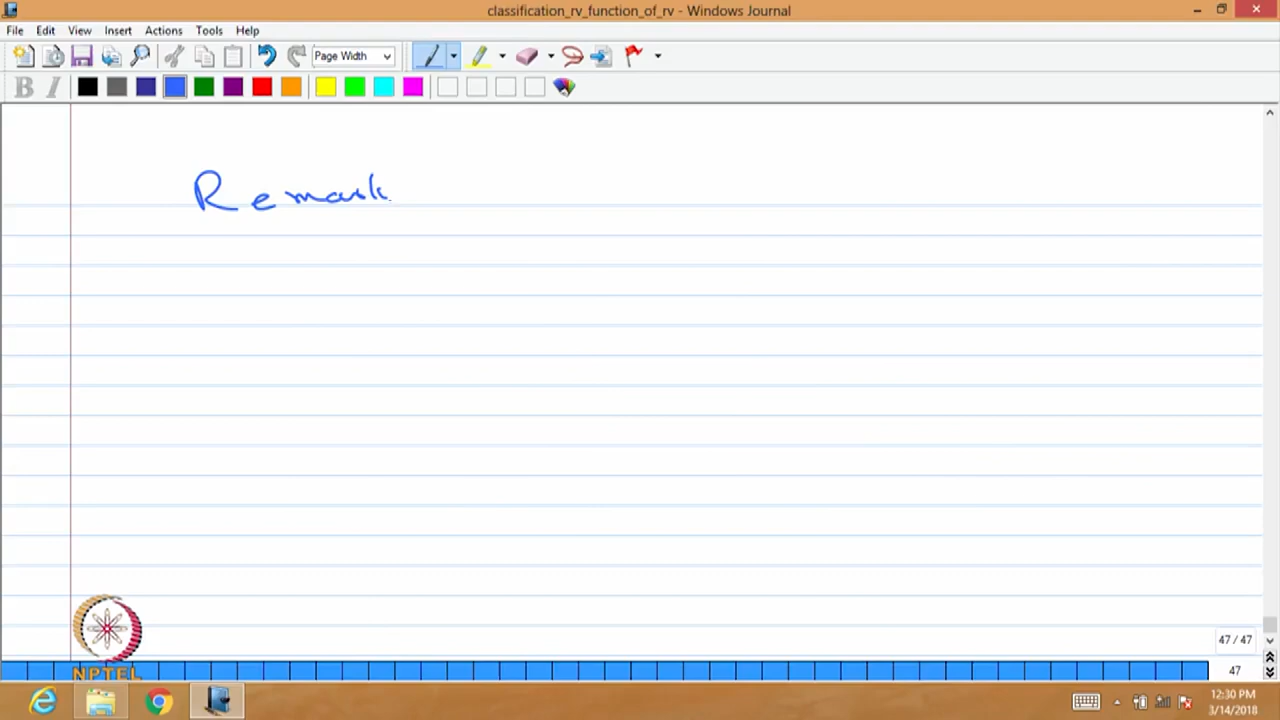 classification_rv_function_of_rv - Windows Journal
File Edit View Insert Actions Tools Help
Page Width
B I
Remark
47 / 47
NPTEL
47
12:30 PM
3/14/2018